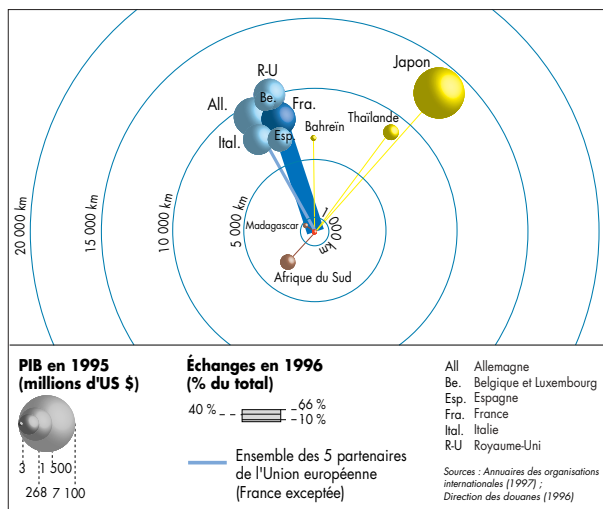 R-U
Japon
Be.
All.
Fra.
Thaïlande
Bahreïn
Ital.
Esp
20 000 km
15 000 km
10 000 km
5 000 km
1 000 km
Madagascar
Afrique du Sud
PIB en 1995
(millions d'US $)
3 1 500
268 7 100
Échanges en 1996
(% du total)
40 %
66 %
10 %
Ensemble des 5 partenaires
de l'Union européenne
(France exceptée)
All Allemagne
Be. Belgique et Luxembourg
Esp. Espagne
Fra. France
Ital. Italie
R-U Royaume-Uni
Sources : Annuaires des organisations
internationales (1997) ;
Direction des douanes (1996)